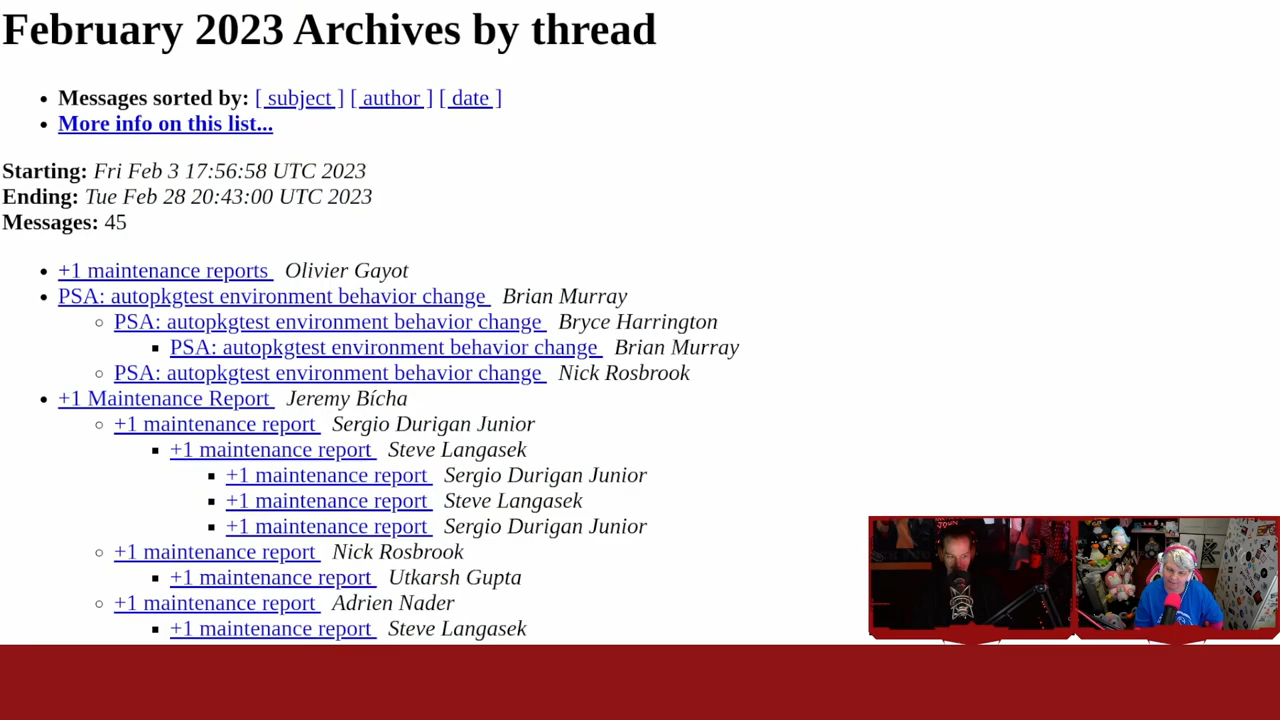 February 2023 Archives by thread
Messages sorted by: [ subject ] [ author ] [ date ]
More info on this list...
Starting: Fri Feb 3 17:56:58 UTC 2023
Ending: Tue Feb 28 20:43:00 UTC 2023
Messages: 45
+1 maintenance reports Olivier Gayot
PSA: autopkgtest environment behavior change Brian Murray
PSA: autopkgtest environment behavior change Bryce Harrington
PSA: autopkgtest environment behavior change Brian Murray
PSA: autopkgtest environment behavior change Nick Rosbrook
+1 Maintenance Report Jeremy Bícha
+1 maintenance report Sergio Durigan Junior
+1 maintenance report Steve Langasek
+1 maintenance report Sergio Durigan Junior
+1 maintenance report Steve Langasek
+1 maintenance report Sergio Durigan Junior
+1 maintenance report Nick Rosbrook
+1 maintenance report Utkarsh Gupta
+1 maintenance report Adrien Nader
+1 maintenance report Steve Langasek